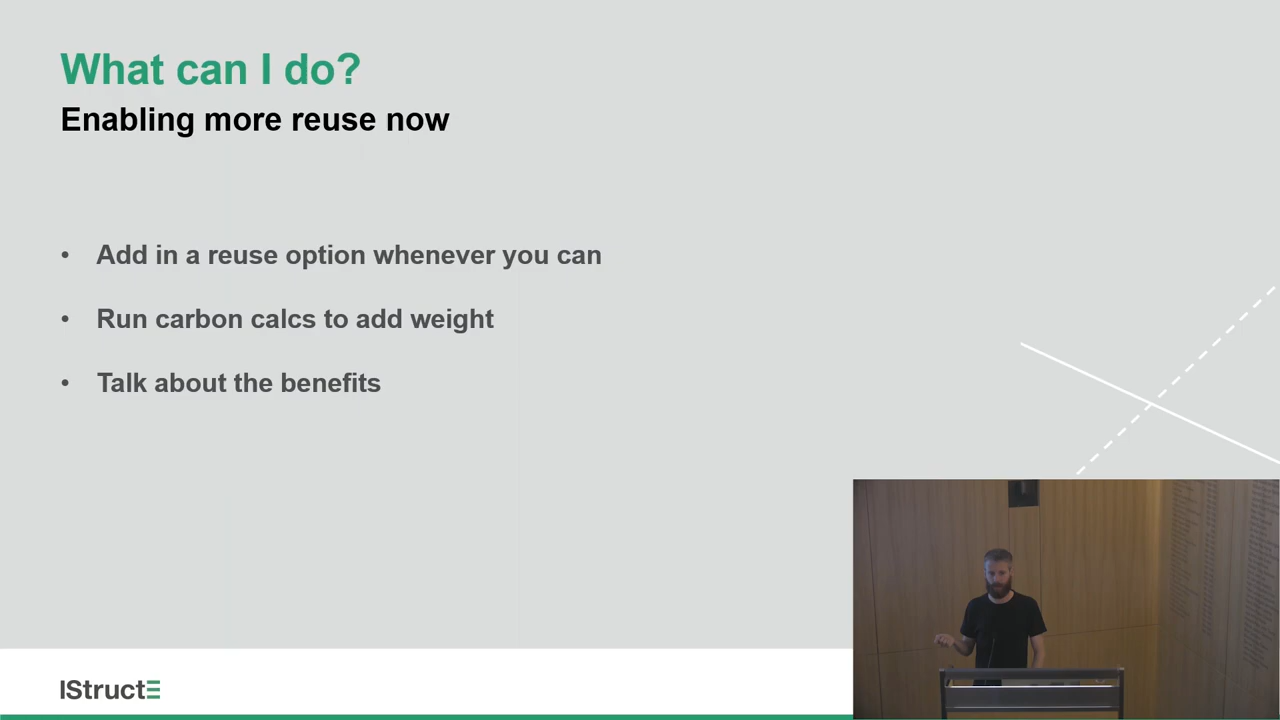 What can I do?
Enabling more reuse now
• Add in a reuse option whenever you can
• Run carbon calcs to add weight
• Talk about the benefits
IStructE